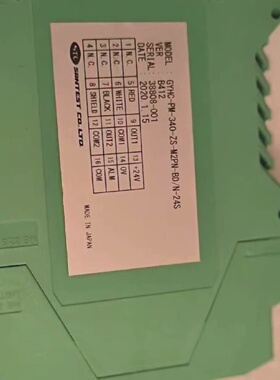 MODEL : GYHC-PM-340-ZS-M2PN-BD/N-24S
VER : B412
SERIAL : 38808-001
DATE : 2020. 1. 15
1 N.C. 5 RED 9 OUT1 13 +24V
2 N.C. 6 WHITE 10 COM1 14 0V
3 N.C. 7 BLACK 11 OUT2 15 ALM
4 N.C. 8 SHIELD 12 COM2 16 COM
SANTEST CO.,LTD.
MADE IN JAPAN